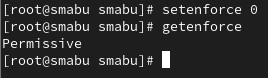 [root@smabu smabu]# setenforce 0
[root@smabu smabu]# getenforce
Permissive
[root@smabu smabu]#